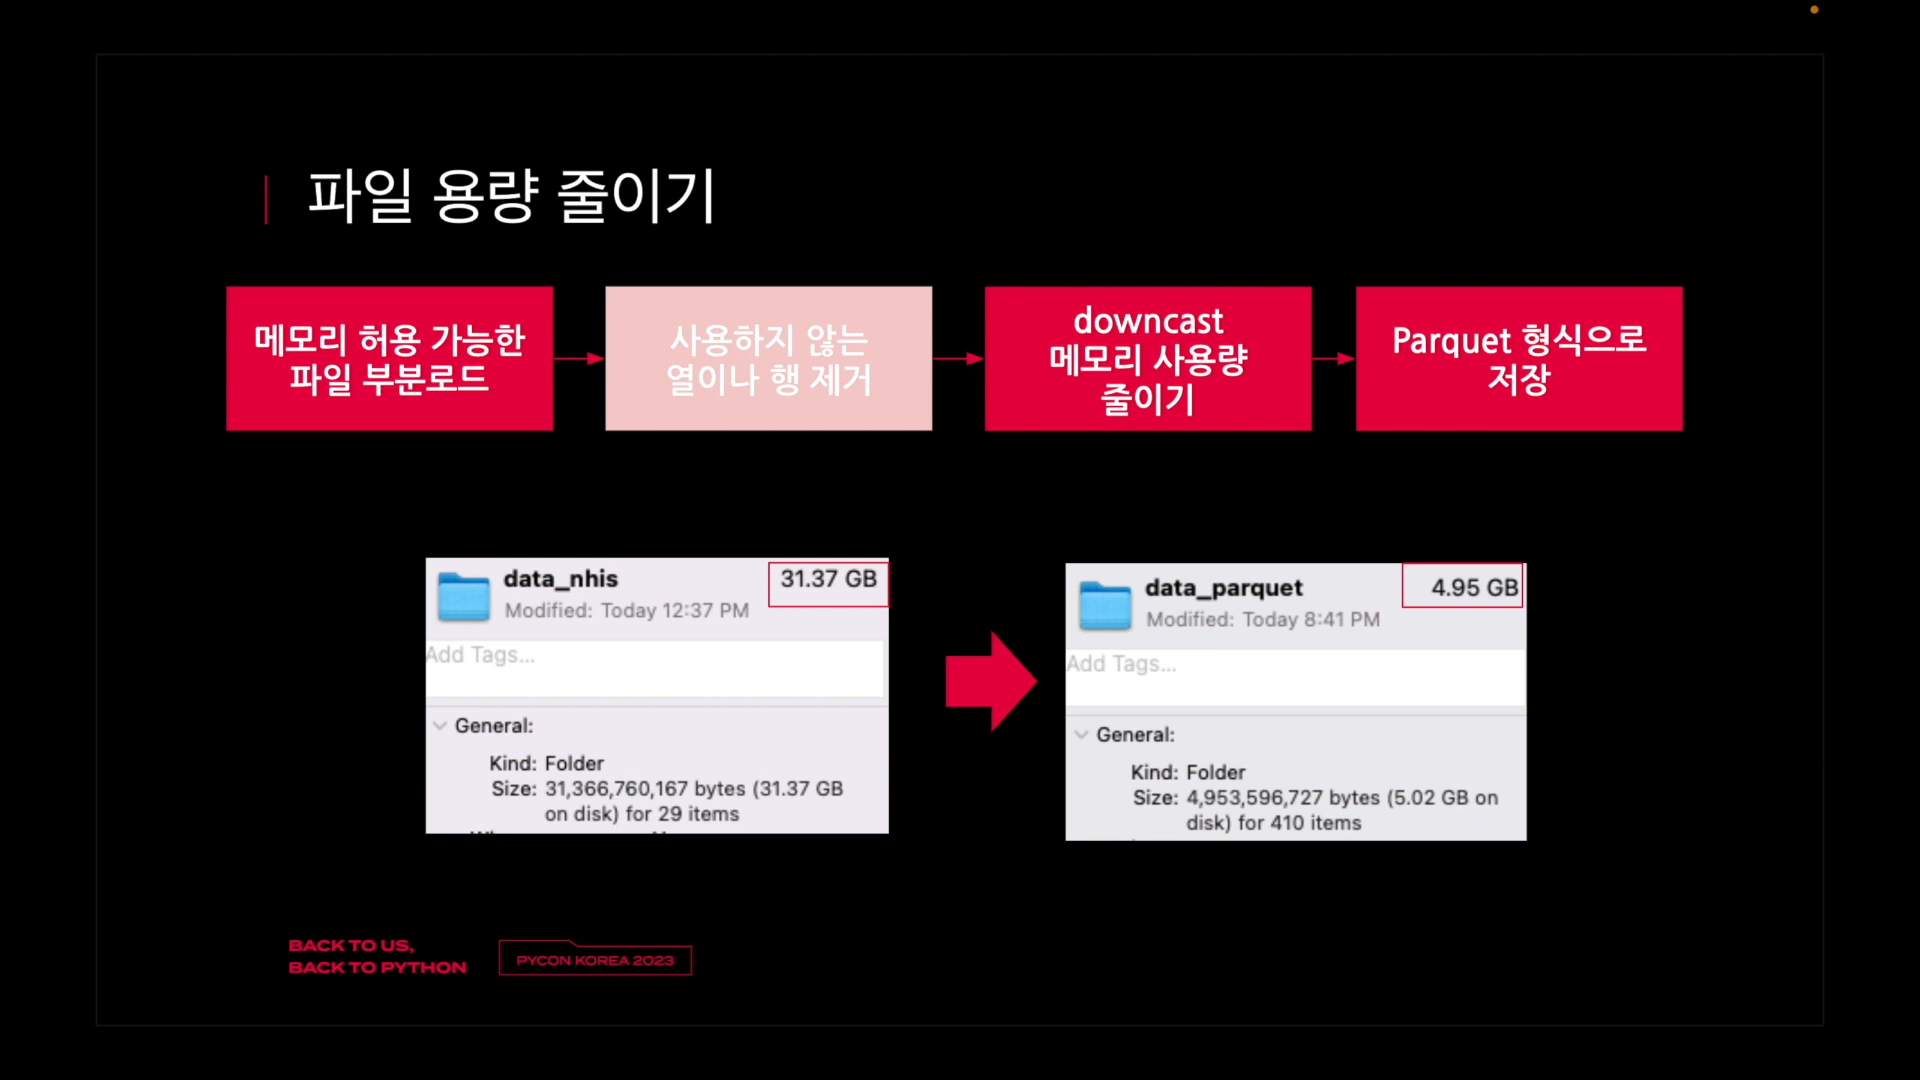 파일 용량 줄이기
메모리 허용 가능한
파일 부분로드
사용하지 않는
열이나 행 제거
downcast
메모리 사용량
줄이기
Parquet 형식으로
저장
data_nhis 31.37 GB
Modified: Today 12:37 PM
Add Tags...
General:
Kind: Folder
Size: 31,366,760,167 bytes (31.37 GB
on disk) for 29 items
data_parquet 4.95 GB
Modified: Today 8:41 PM
Add Tags...
General:
Kind: Folder
Size: 4,953,596,727 bytes (5.02 GB on
disk) for 410 items
BACK TO US,
BACK TO PYTHON
PYCON KOREA 2023